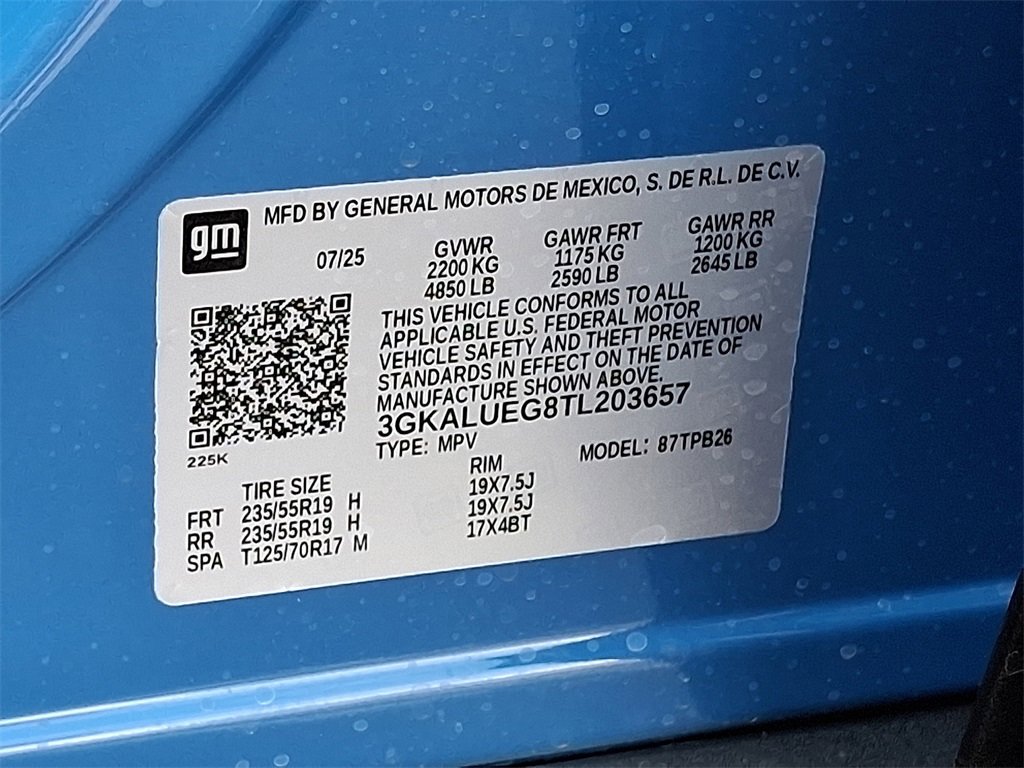 gm
MFD BY GENERAL MOTORS DE MEXICO, S. DE R.L. DE C.V.
07/25 GVWR GAWR FRT GAWR RR
2200 KG 1175 KG 1200 KG
4850 LB 2590 LB 2645 LB
THIS VEHICLE CONFORMS TO ALL
APPLICABLE U.S. FEDERAL MOTOR
VEHICLE SAFETY AND THEFT PREVENTION
STANDARDS IN EFFECT ON THE DATE OF
MANUFACTURE SHOWN ABOVE.
3GKALUEG8TL203657
TYPE: MPV MODEL: 87TPB26
225K
TIRE SIZE RIM
FRT 235/55R19 H 19X7.5J
RR 235/55R19 H 19X7.5J
SPA T125/70R17 M 17X4BT